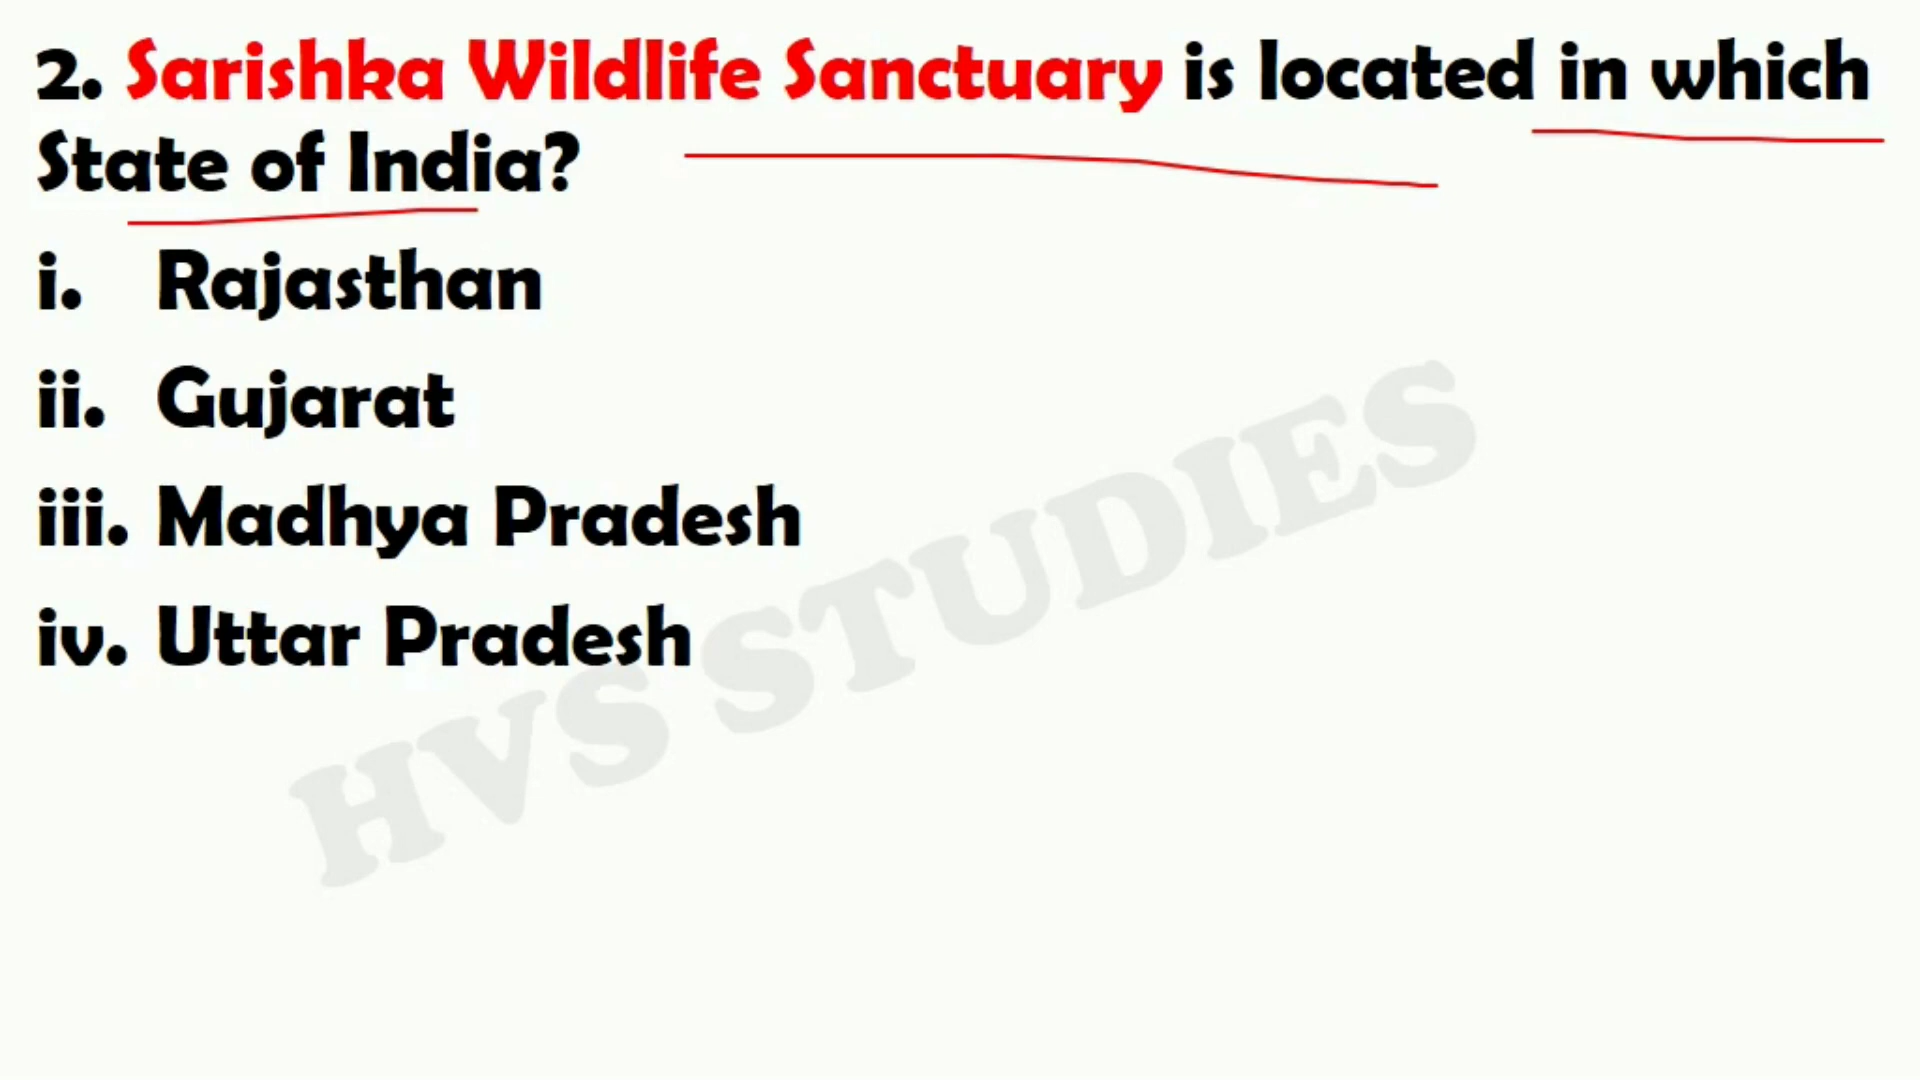 2. Sarishka Wildlife Sanctuary is located in which
State of India?
i. Rajasthan
ii. Gujarat
iii. Madhya Pradesh
iv. Uttar Pradesh
HVS STUDIES